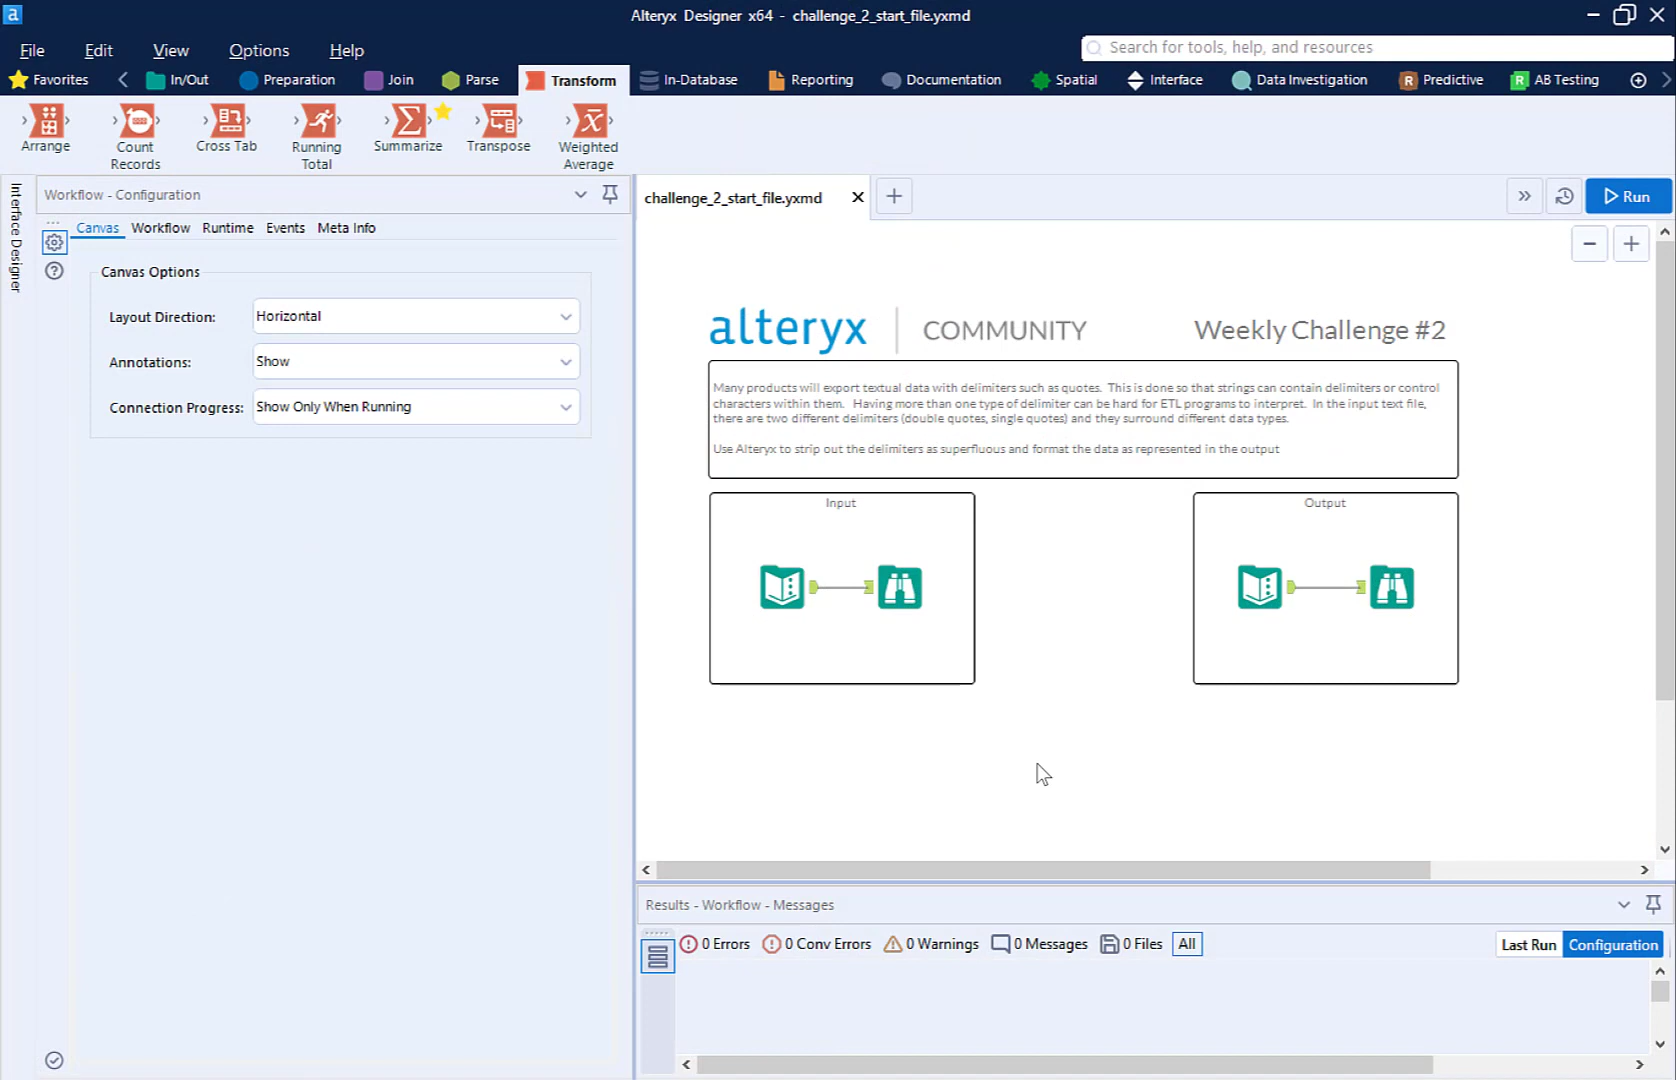 a
Alteryx Designer x64 - challenge_2_start_file.yxmd
File Edit View Options Help
Search for tools, help, and resources
Favorites In/Out Preparation Join Parse Transform In-Database Reporting Documentation Spatial Interface Data Investigation R Predictive R AB Testing
Arrange Count Records Cross Tab Running Total Summarize Transpose Weighted Average
Interface Designer
Workflow - Configuration
Canvas Workflow Runtime Events Meta Info
Canvas Options
Layout Direction: Horizontal
Annotations: Show
Connection Progress: Show Only When Running
challenge_2_start_file.yxmd
Run
alteryx COMMUNITY Weekly Challenge #2
Many products will export textual data with delimiters such as quotes. This is done so that strings can contain delimiters or control
characters within them. Having more than one type of delimiter can be hard for ETL programs to interpret. In the input text file,
there are two different delimiters (double quotes, single quotes) and they surround different data types.
Use Alteryx to strip out the delimiters as superfluous and format the data as represented in the output
Input
Output
Results - Workflow - Messages
0 Errors 0 Conv Errors 0 Warnings 0 Messages 0 Files All Last Run Configuration